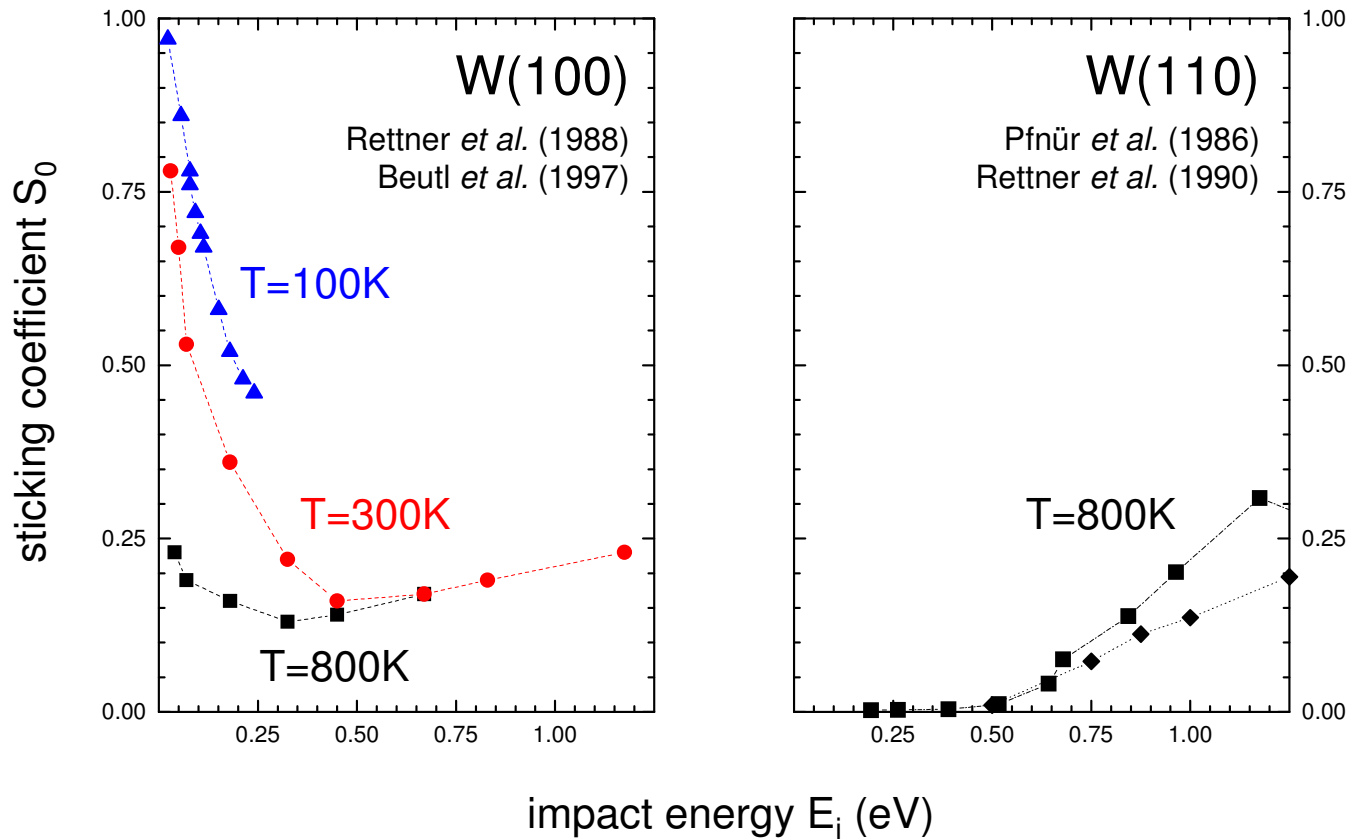 sticking coefficient S0
1.00
0.75
0.50
0.25
0.00
0.25
0.50
0.75
1.00
W(100)
Rettner et al. (1988)
Beutl et al. (1997)
T=100K
T=300K
T=800K
W(110)
Pfnür et al. (1986)
Rettner et al. (1990)
T=800K
1.00
0.75
0.50
0.25
0.00
0.25
0.50
0.75
1.00
impact energy Ei (eV)